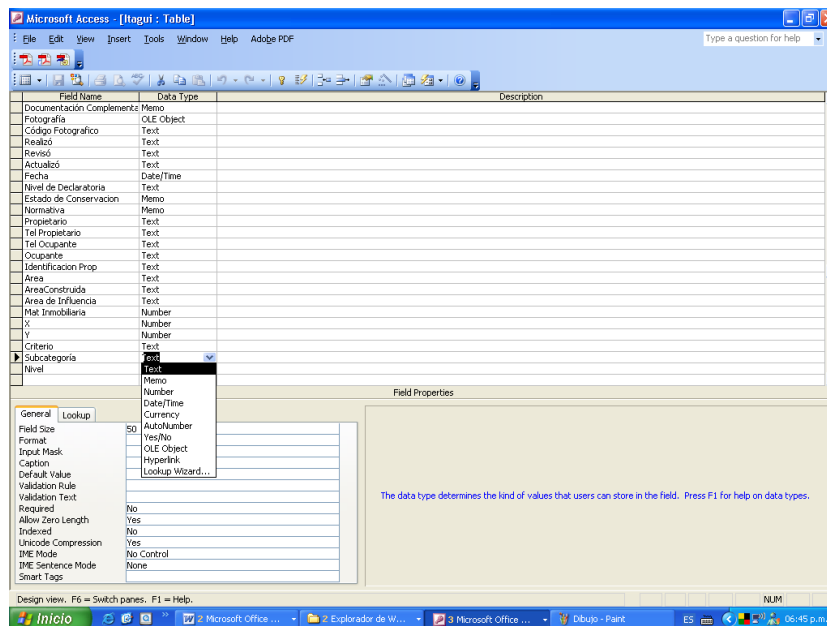 Microsoft Access - [Itagui : Table]
File Edit View Insert Tools Window Help Adobe PDF
Type a question for help
Field Name Data Type Description
Documentación Complementa Memo
Fotografía OLE Object
Código Fotografico Text
Realizó Text
Revisó Text
Actualizó Text
Fecha Date/Time
Nivel de Declaratoria Text
Estado de Conservacion Memo
Normativa Memo
Propietario Text
Tel Propietario Text
Tel Ocupante Text
Ocupante Text
Identificacion Prop Text
Area Text
AreaConstruida Text
Area de Influencia Text
Mat Inmobiliaria Number
X Number
Y Number
Criterio Text
Subcategoría Text
Nivel Text
Memo
Number
Date/Time
Currency
AutoNumber
Yes/No
OLE Object
Hyperlink
Lookup Wizard...
Field Properties
General Lookup
Field Size 50
Format
Input Mask
Caption
Default Value
Validation Rule
Validation Text
Required No
Allow Zero Length Yes
Indexed No
Unicode Compression Yes
IME Mode No Control
IME Sentence Mode None
Smart Tags
The data type determines the kind of values that users can store in the field. Press F1 for help on data types.
Design view. F6 = Switch panes. F1 = Help.
NUM
Inicio
2 Microsoft Office ...
2 Explorador de W...
3 Microsoft Office ...
Dibujo - Paint
ES
06:45 p.m.